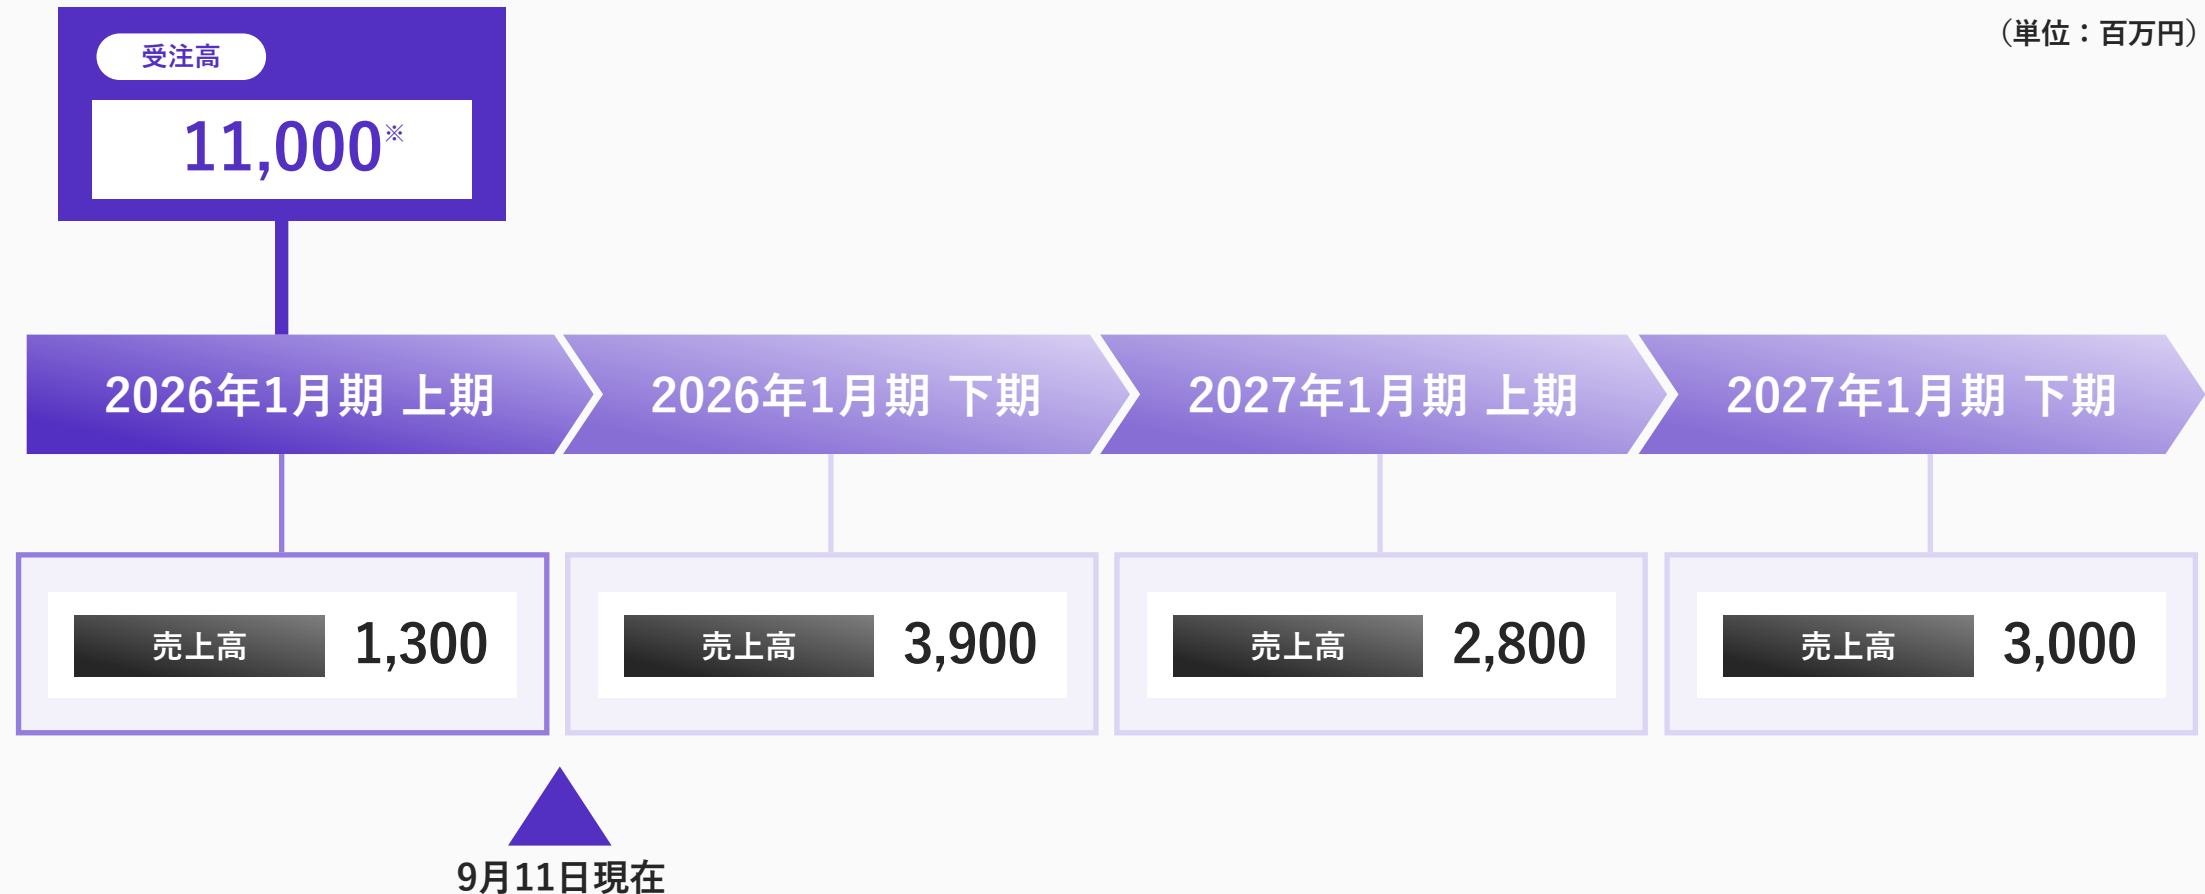 （単位：百万円）
受注高
11,000※
2026年1月期 上期
2026年1月期 下期
2027年1月期 上期
2027年1月期 下期
売上高 1,300
売上高 3,900
売上高 2,800
売上高 3,000
9月11日現在